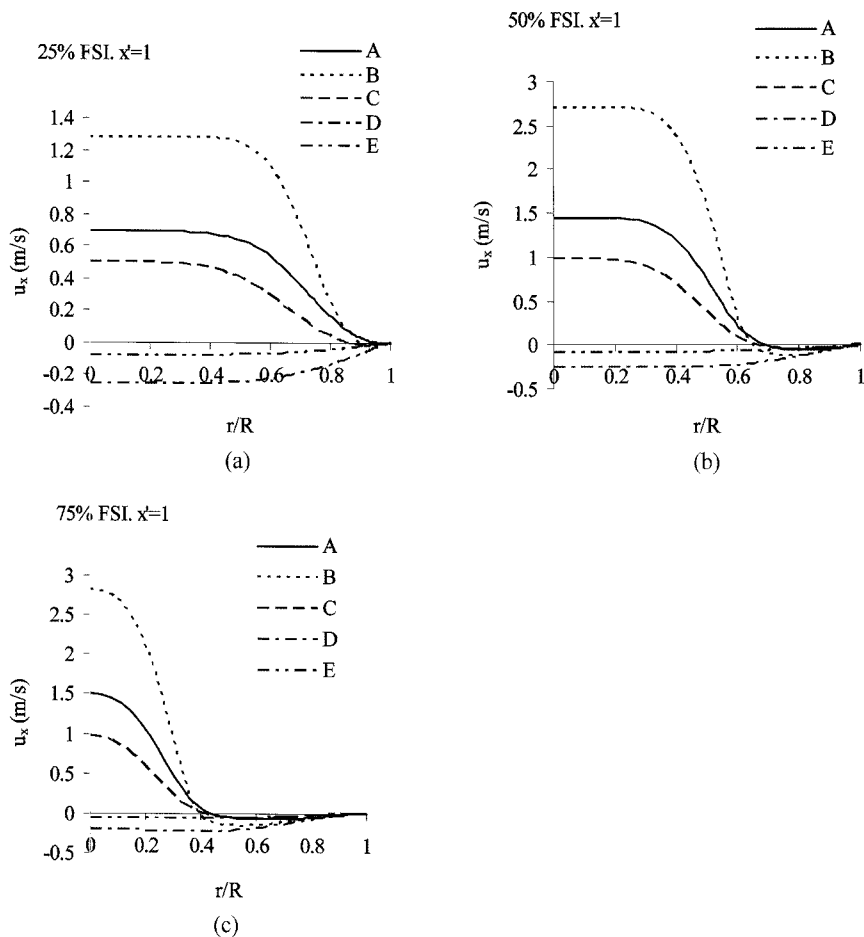 25% FSI. x'=1
A
B
C
D
E
1.4
1.2
1
0.8
0.6
0.4
0.2
0
-0.2
-0.4
u_x (m/s)
0 0.2 0.4 0.6 0.8 1
r/R
(a)
50% FSI. x'=1
A
B
C
D
E
3
2.5
2
1.5
1
0.5
0
-0.5
u_x (m/s)
0 0.2 0.4 0.6 0.8 1
r/R
(b)
75% FSI. x'=1
A
B
C
D
E
3
2.5
2
1.5
1
0.5
0
-0.5
u_x (m/s)
0 0.2 0.4 0.6 0.8 1
r/R
(c)